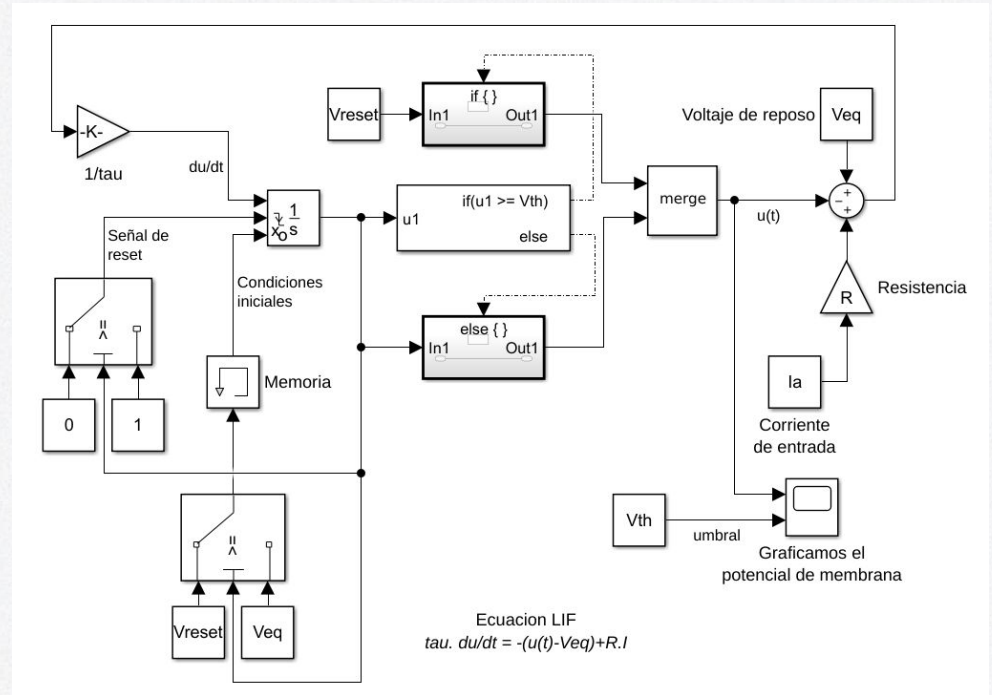 -K-
1/tau
du/dt
Señal de
reset
1
s
x
o
Condiciones
iniciales
>=
0
1
Memoria
>=
Vreset
Veq
Vreset
if { }
In1
Out1
u1
if(u1 >= Vth)
else
else { }
In1
Out1
merge
u(t)
Voltaje de reposo
Veq
+
−
+
R
Resistencia
Ia
Corriente
de entrada
Vth
umbral
Graficamos el
potencial de membrana
Ecuacion LIF
tau. du/dt = -(u(t)-Veq)+R.I